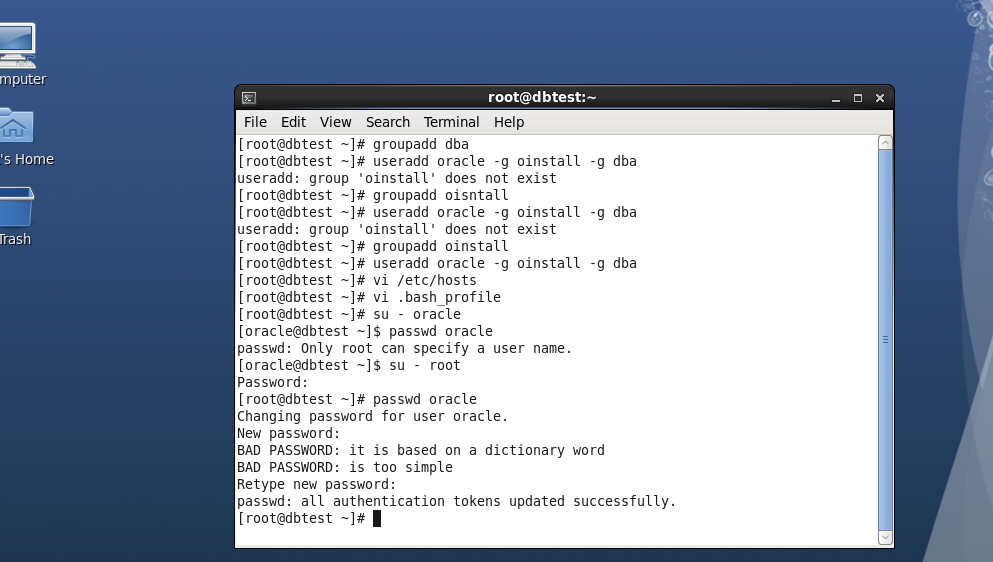 mputer
's Home
Trash
root@dbtest:~
File Edit View Search Terminal Help
[root@dbtest ~]# groupadd dba
[root@dbtest ~]# useradd oracle -g oinstall -g dba
useradd: group 'oinstall' does not exist
[root@dbtest ~]# groupadd oisntall
[root@dbtest ~]# useradd oracle -g oinstall -g dba
useradd: group 'oinstall' does not exist
[root@dbtest ~]# groupadd oinstall
[root@dbtest ~]# useradd oracle -g oinstall -g dba
[root@dbtest ~]# vi /etc/hosts
[root@dbtest ~]# vi .bash_profile
[root@dbtest ~]# su - oracle
[oracle@dbtest ~]$ passwd oracle
passwd: Only root can specify a user name.
[oracle@dbtest ~]$ su - root
Password:
[root@dbtest ~]# passwd oracle
Changing password for user oracle.
New password:
BAD PASSWORD: it is based on a dictionary word
BAD PASSWORD: is too simple
Retype new password:
passwd: all authentication tokens updated successfully.
[root@dbtest ~]#